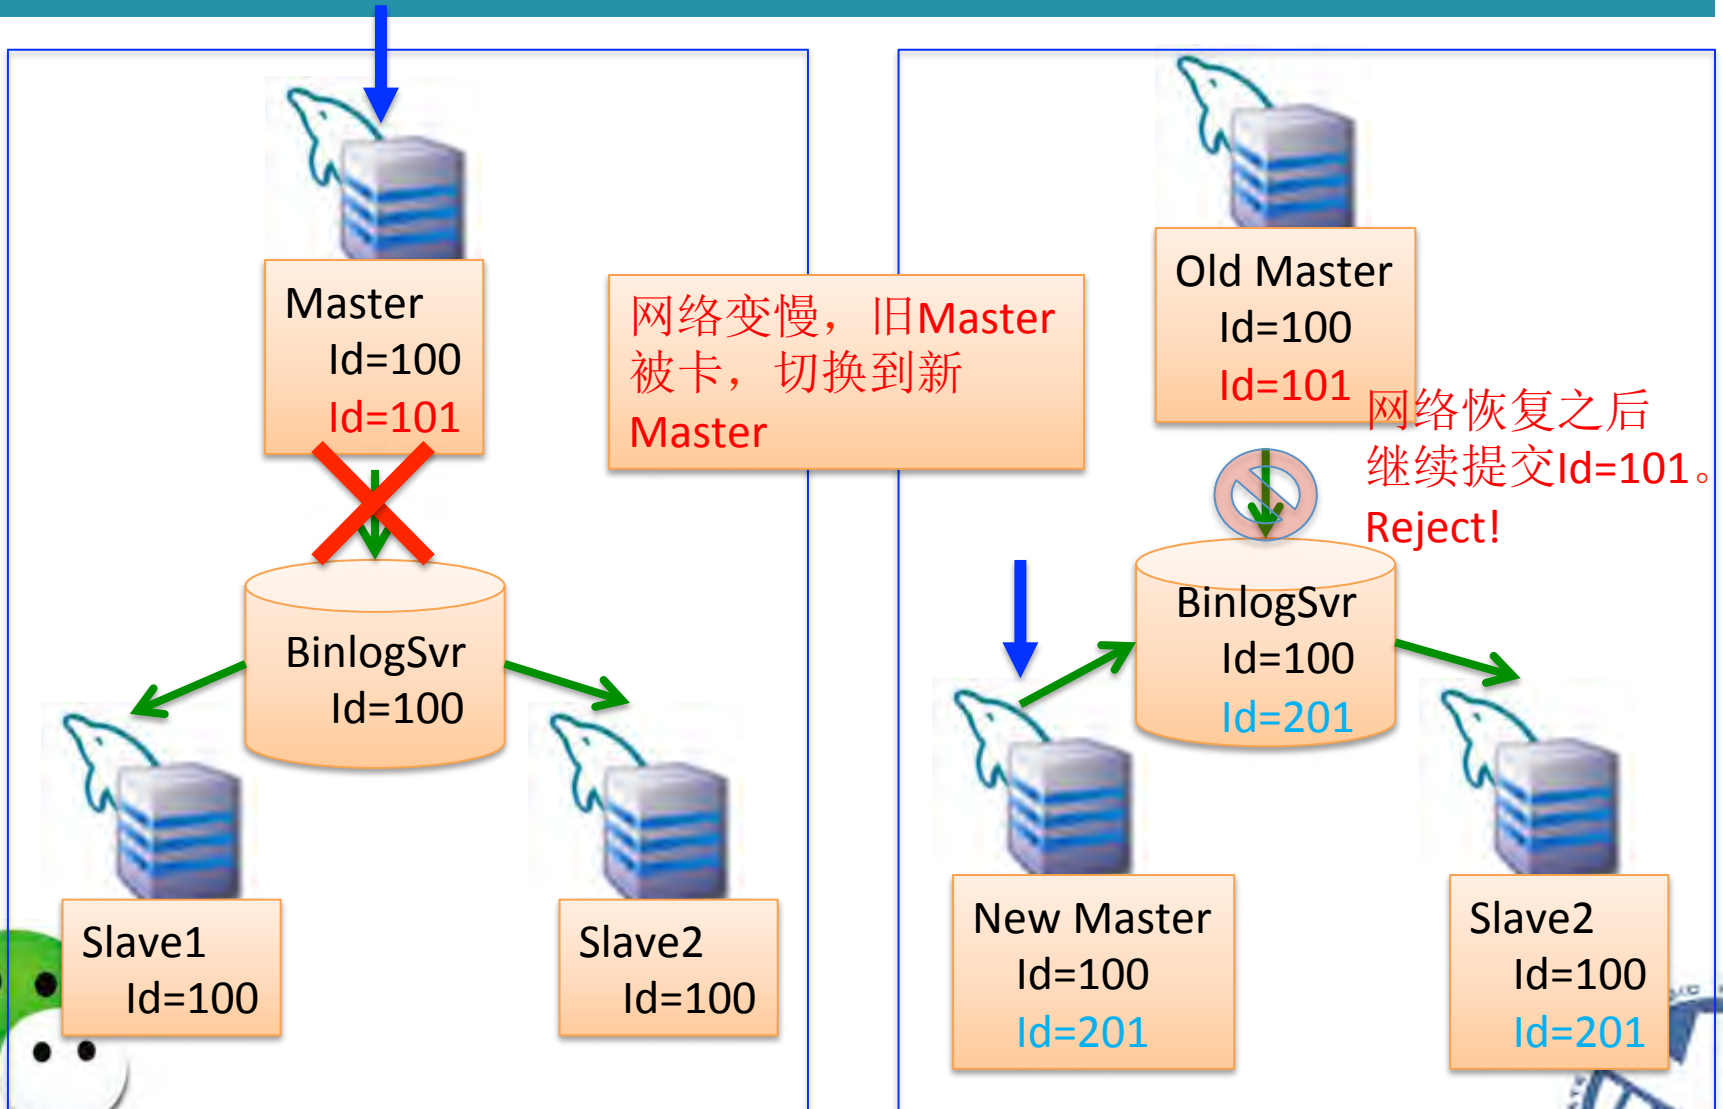 Master
Id=100
Id=101
BinlogSvr
Id=100
Slave1
Id=100
Slave2
Id=100
网络变慢，旧Master
被卡，切换到新
Master
Old Master
Id=100
Id=101
网络恢复之后
继续提交Id=101。
Reject!
BinlogSvr
Id=100
Id=201
New Master
Id=100
Id=201
Slave2
Id=100
Id=201